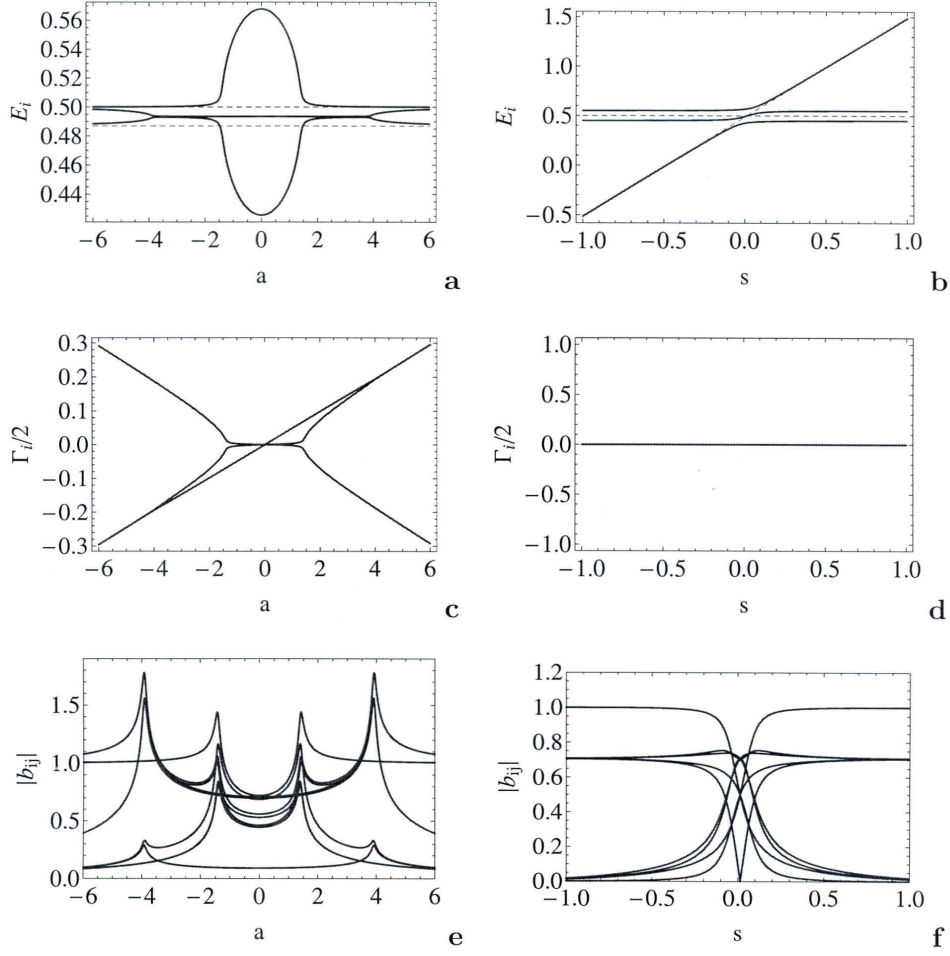 0.56
0.54
0.52
0.50
0.48
0.46
0.44
E_i
−6 −4 −2 0 2 4 6
a
a
1.5
1.0
0.5
0.0
−0.5
E_i
−1.0 −0.5 0.0 0.5 1.0
s
b
0.3
0.2
0.1
0.0
−0.1
−0.2
−0.3
Γ_i/2
−6 −4 −2 0 2 4 6
a
c
1.0
0.5
0.0
−0.5
−1.0
Γ_i/2
−1.0 −0.5 0.0 0.5 1.0
s
d
1.5
1.0
0.5
0.0
|b_ij|
−6 −4 −2 0 2 4 6
a
e
1.2
1.0
0.8
0.6
0.4
0.2
0.0
|b_ij|
−1.0 −0.5 0.0 0.5 1.0
s
f